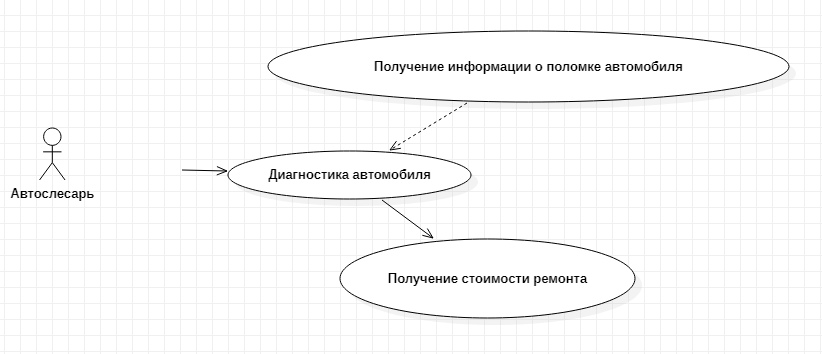 Получение информации о поломке автомобиля
Диагностика автомобиля
Автослесарь
Получение стоимости ремонта